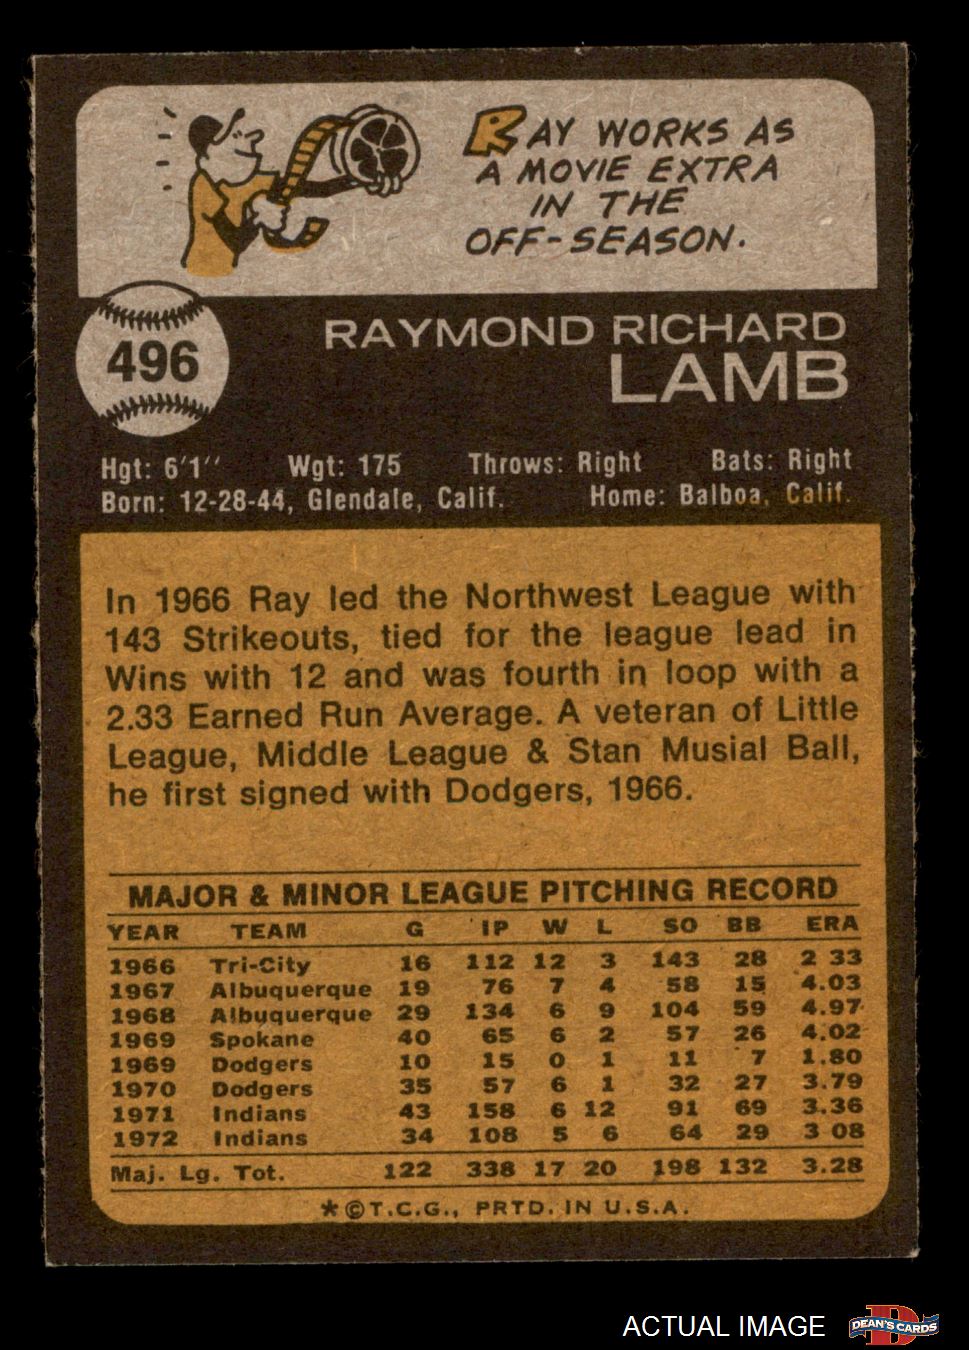 RAY WORKS AS
A MOVIE EXTRA
IN THE
OFF-SEASON.
496
RAYMOND RICHARD
LAMB
Hgt: 6'1'' Wgt: 175 Throws: Right Bats: Right
Born: 12-28-44, Glendale, Calif. Home: Balboa, Calif.
In 1966 Ray led the Northwest League with
143 Strikeouts, tied for the league lead in
Wins with 12 and was fourth in loop with a
2.33 Earned Run Average. A veteran of Little
League, Middle League & Stan Musial Ball,
he first signed with Dodgers, 1966.
MAJOR & MINOR LEAGUE PITCHING RECORD
YEAR TEAM G IP W L SO BB ERA
1966 Tri-City 16 112 12 3 143 28 2 33
1967 Albuquerque 19 76 7 4 58 15 4.03
1968 Albuquerque 29 134 6 9 104 59 4.97
1969 Spokane 40 65 6 2 57 26 4.02
1969 Dodgers 10 15 0 1 11 7 1.80
1970 Dodgers 35 57 6 1 32 27 3.79
1971 Indians 43 158 6 12 91 69 3.36
1972 Indians 34 108 5 6 64 29 3 08
Maj. Lg. Tot. 122 338 17 20 198 132 3.28
*©T.C.G., PRTD. IN U.S.A.
ACTUAL IMAGE
D
DEAN'S CARDS